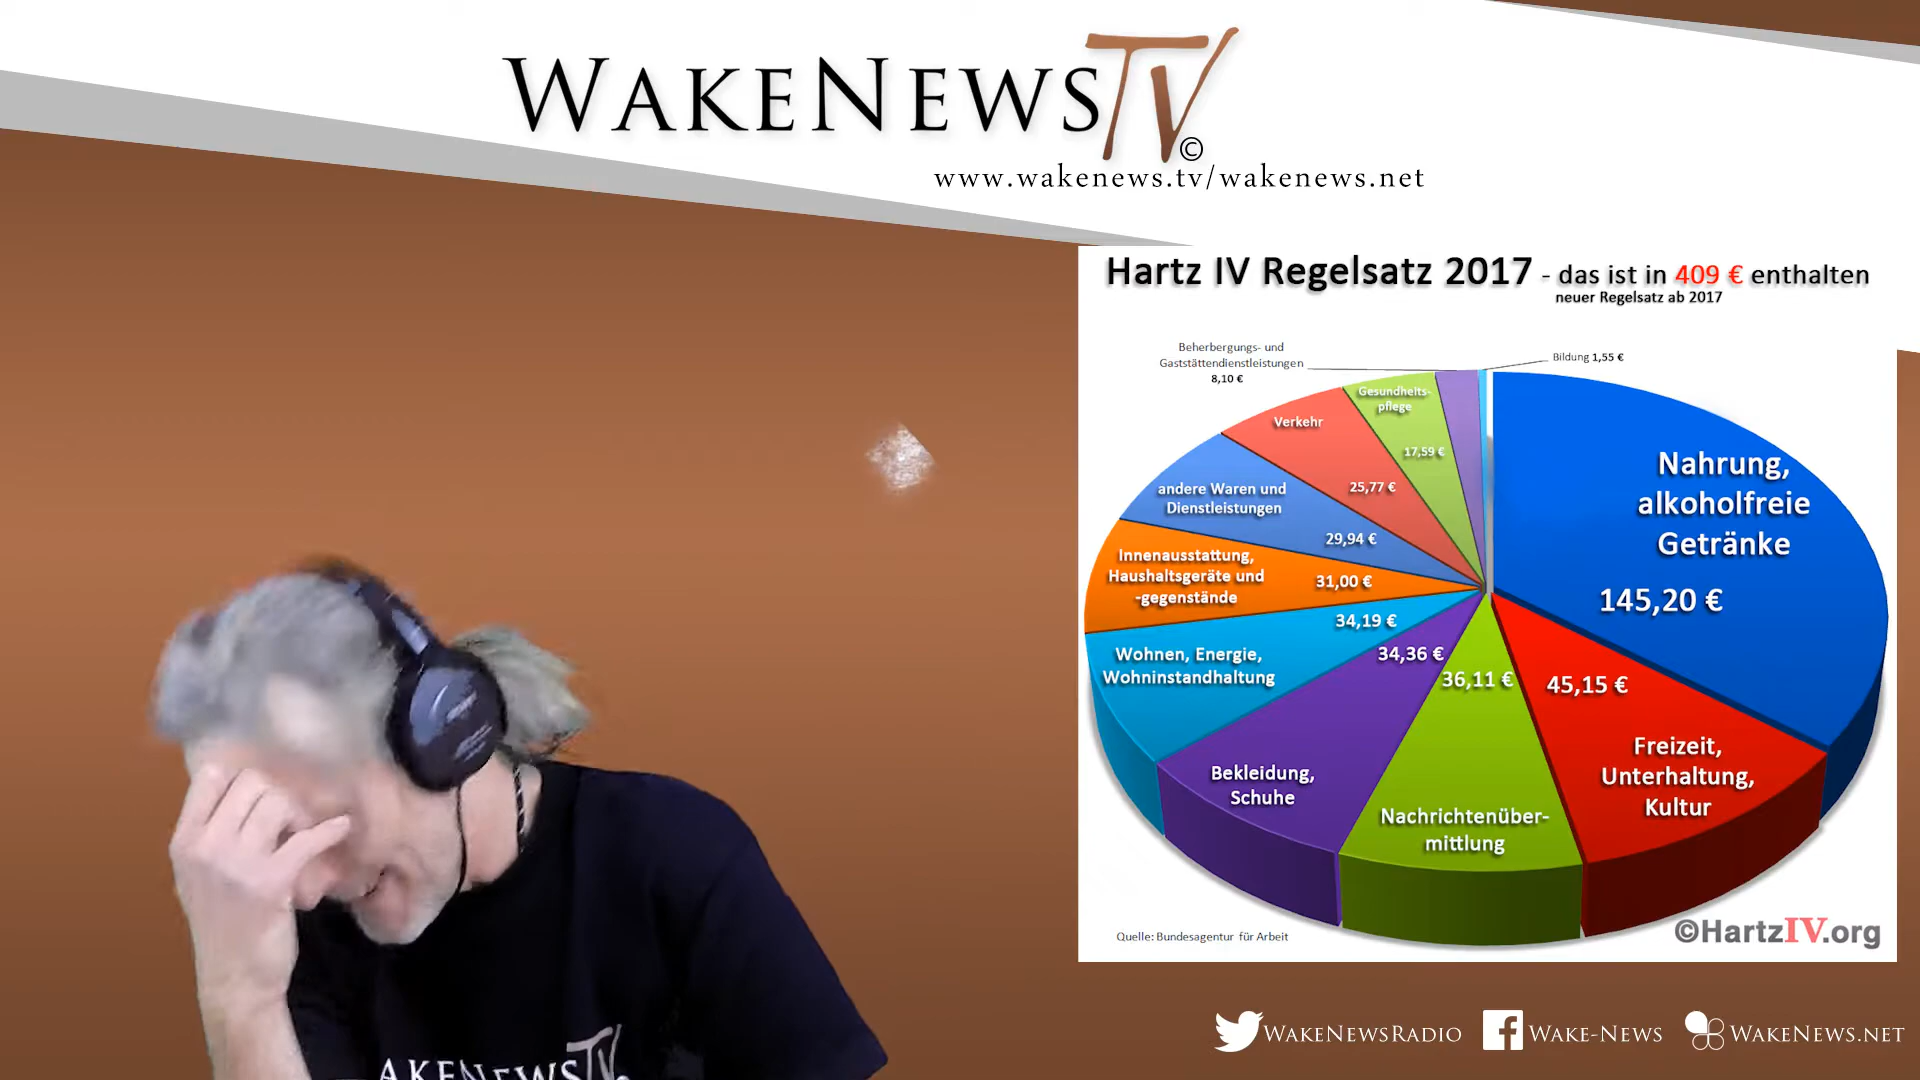 WAKENEWSTV©
www.wakenews.tv/wakenews.net
Hartz IV Regelsatz 2017 - das ist in 409 € enthalten
neuer Regelsatz ab 2017
Beherbergungs- und
Gaststättendienstleistungen
8,10 €
Bildung 1,55 €
Gesundheits-
pflege
17,59 €
Verkehr
25,77 €
andere Waren und
Dienstleistungen
29,94 €
Innenausstattung,
Haushaltsgeräte und
-gegenstände
31,00 €
Wohnen, Energie,
Wohninstandhaltung
34,19 €
Bekleidung,
Schuhe
34,36 €
Nachrichtenüber-
mittlung
36,11 €
Freizeit,
Unterhaltung,
Kultur
45,15 €
Nahrung,
alkoholfreie
Getränke
145,20 €
Quelle: Bundesagentur für Arbeit
©HartzIV.org
AKENEWSTV
WAKENEWSRADIO
WAKE-NEWS
WAKENEWS.NET